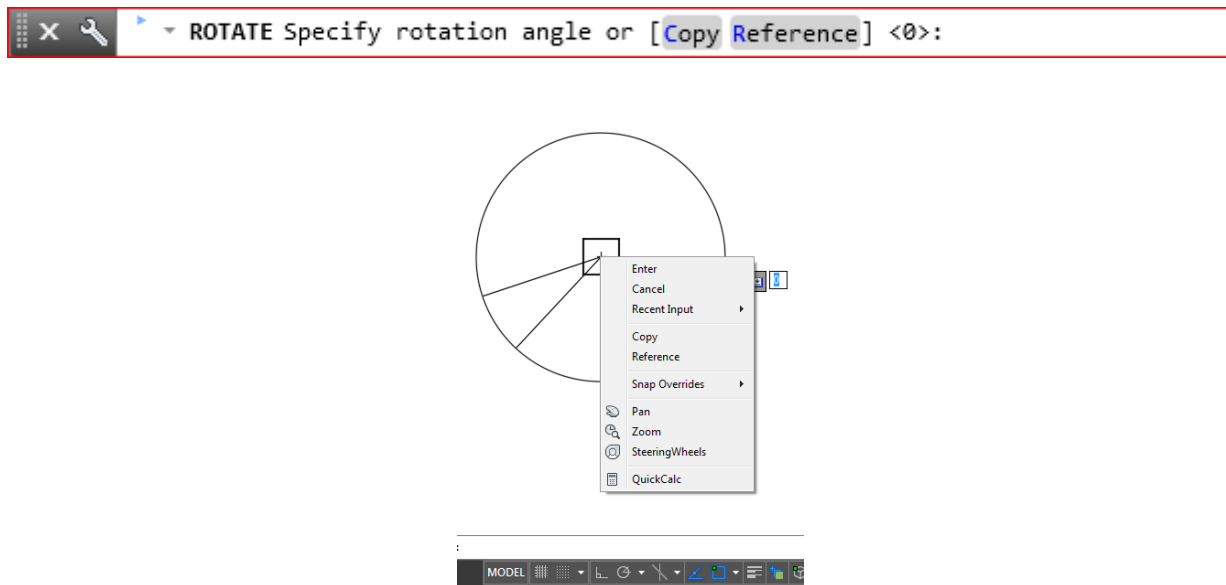 ROTATE Specify rotation angle or [Copy Reference] <0>:
Enter
Cancel
0
Recent Input
Copy
Reference
Snap Overrides
Pan
Zoom
SteeringWheels
QuickCalc
:
MODEL